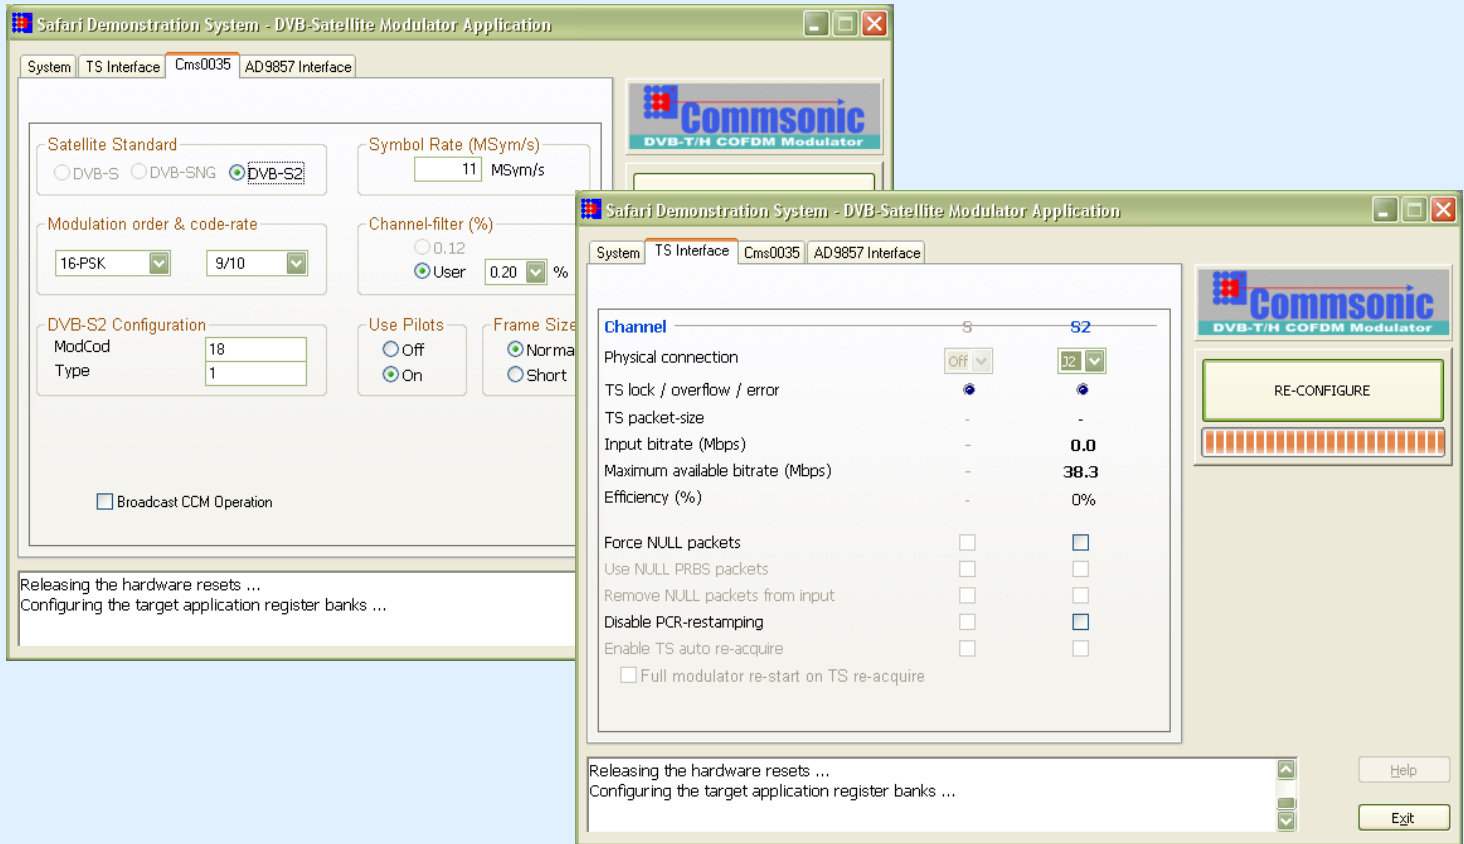 Safari Demonstration System - DVB-Satellite Modulator Application
System TS Interface Cms0035 AD9857 Interface
Commsonic
DVB-T/H COFDM Modulator
Satellite Standard
DVB-S DVB-SNG DVB-S2
Symbol Rate (MSym/s)
11 MSym/s
Modulation order & code-rate
16-PSK 9/10
Channel-filter (%)
0.12
User 0.20 %
DVB-S2 Configuration
ModCod 18
Type 1
Use Pilots
Off
On
Frame Size
Norma
Short
Broadcast CCM Operation
Releasing the hardware resets ...
Configuring the target application register banks ...
Safari Demonstration System - DVB-Satellite Modulator Application
System TS Interface Cms0035 AD9857 Interface
Commsonic
DVB-T/H COFDM Modulator
Channel S S2
Physical connection Off J2
TS lock / overflow / error
TS packet-size - -
Input bitrate (Mbps) - 0.0
Maximum available bitrate (Mbps) - 38.3
Efficiency (%) - 0%
Force NULL packets
Use NULL PRBS packets
Remove NULL packets from input
Disable PCR-restamping
Enable TS auto re-acquire
Full modulator re-start on TS re-acquire
RE-CONFIGURE
Releasing the hardware resets ...
Configuring the target application register banks ...
Help
Exit